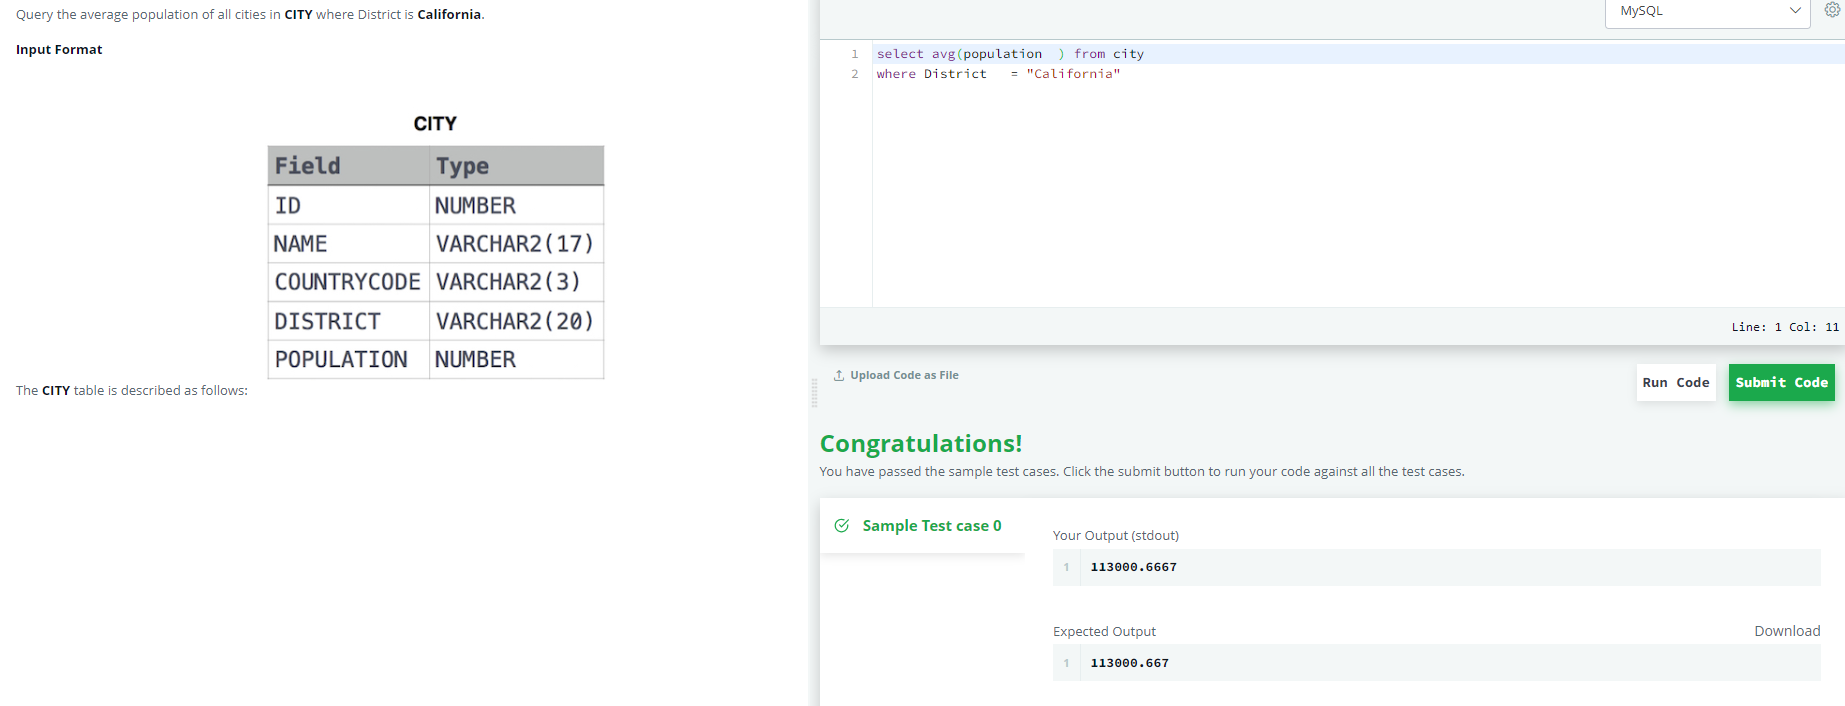 Query the average population of all cities in CITY where District is California.
Input Format
CITY
Field Type
ID NUMBER
NAME VARCHAR2(17)
COUNTRYCODE VARCHAR2(3)
DISTRICT VARCHAR2(20)
POPULATION NUMBER
The CITY table is described as follows:
MySQL
1 select avg(population  ) from city
2 where District   = "California"
Line: 1 Col: 11
Upload Code as File
Run Code
Submit Code
Congratulations!
You have passed the sample test cases. Click the submit button to run your code against all the test cases.
Sample Test case 0
Your Output (stdout)
1 113000.6667
Expected Output
Download
1 113000.667